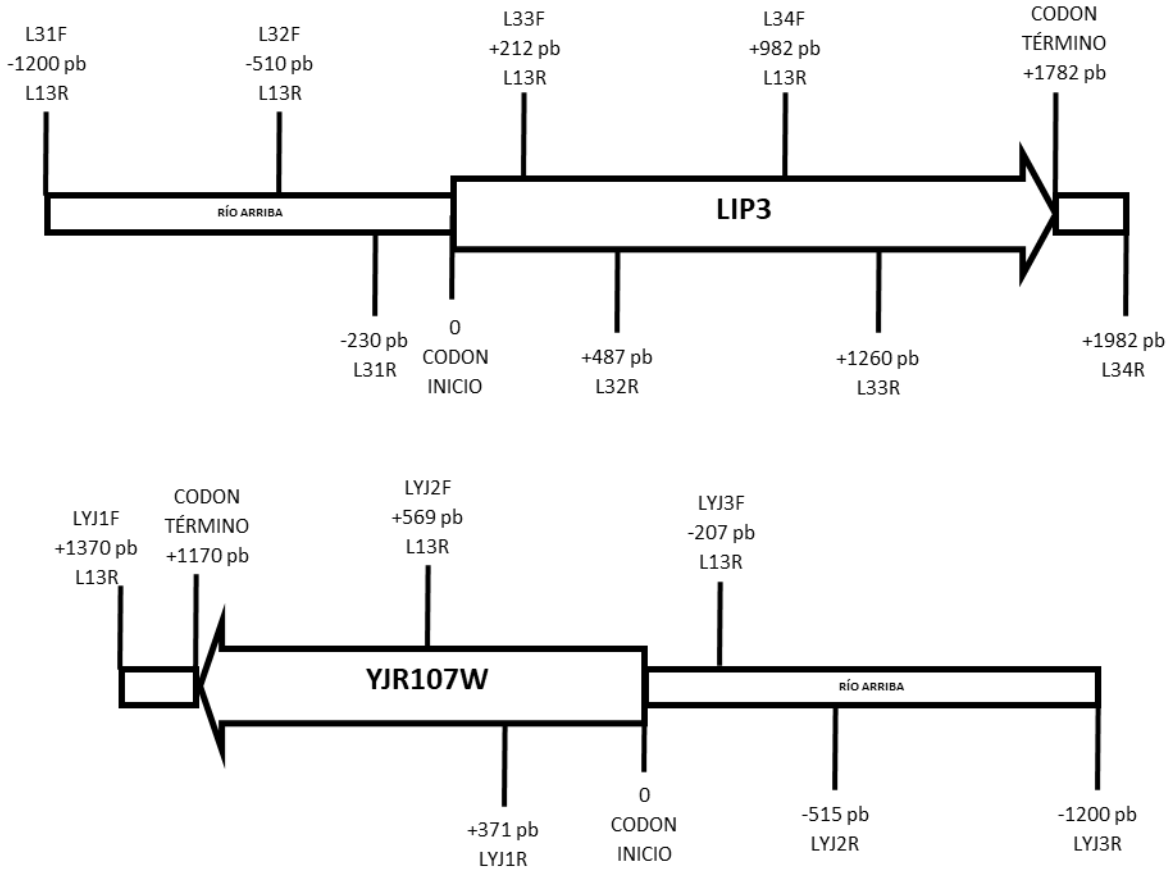 L31F
-1200 pb
L13R
L32F
-510 pb
L13R
L33F
+212 pb
L13R
L34F
+982 pb
L13R
CODON
TÉRMINO
+1782 pb
RÍO ARRIBA
LIP3
-230 pb
L31R
0
CODON
INICIO
+487 pb
L32R
+1260 pb
L33R
+1982 pb
L34R
LYJ1F
+1370 pb
L13R
CODON
TÉRMINO
+1170 pb
LYJ2F
+569 pb
L13R
LYJ3F
-207 pb
L13R
YJR107W
RÍO ARRIBA
+371 pb
LYJ1R
0
CODON
INICIO
-515 pb
LYJ2R
-1200 pb
LYJ3R